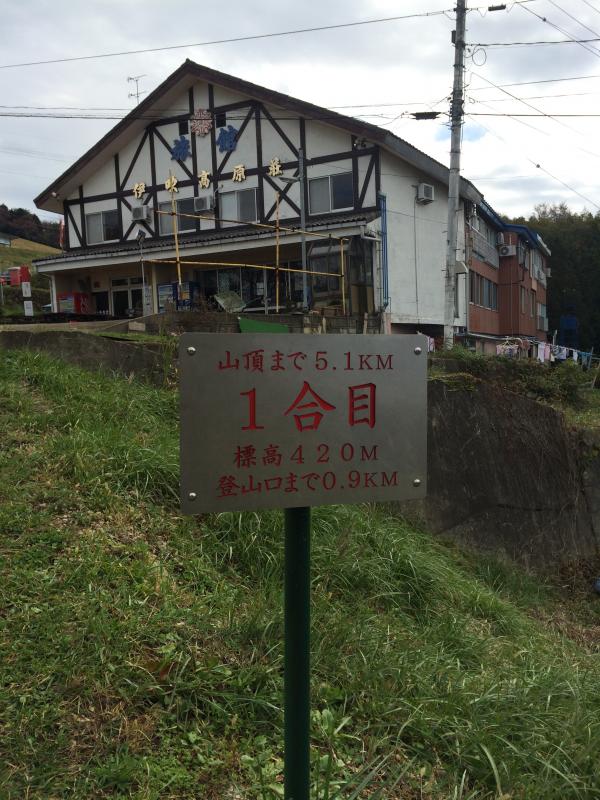 旅館
伊吹高原荘
山頂まで5.1KM
1合目
標高420M
登山口まで0.9KM